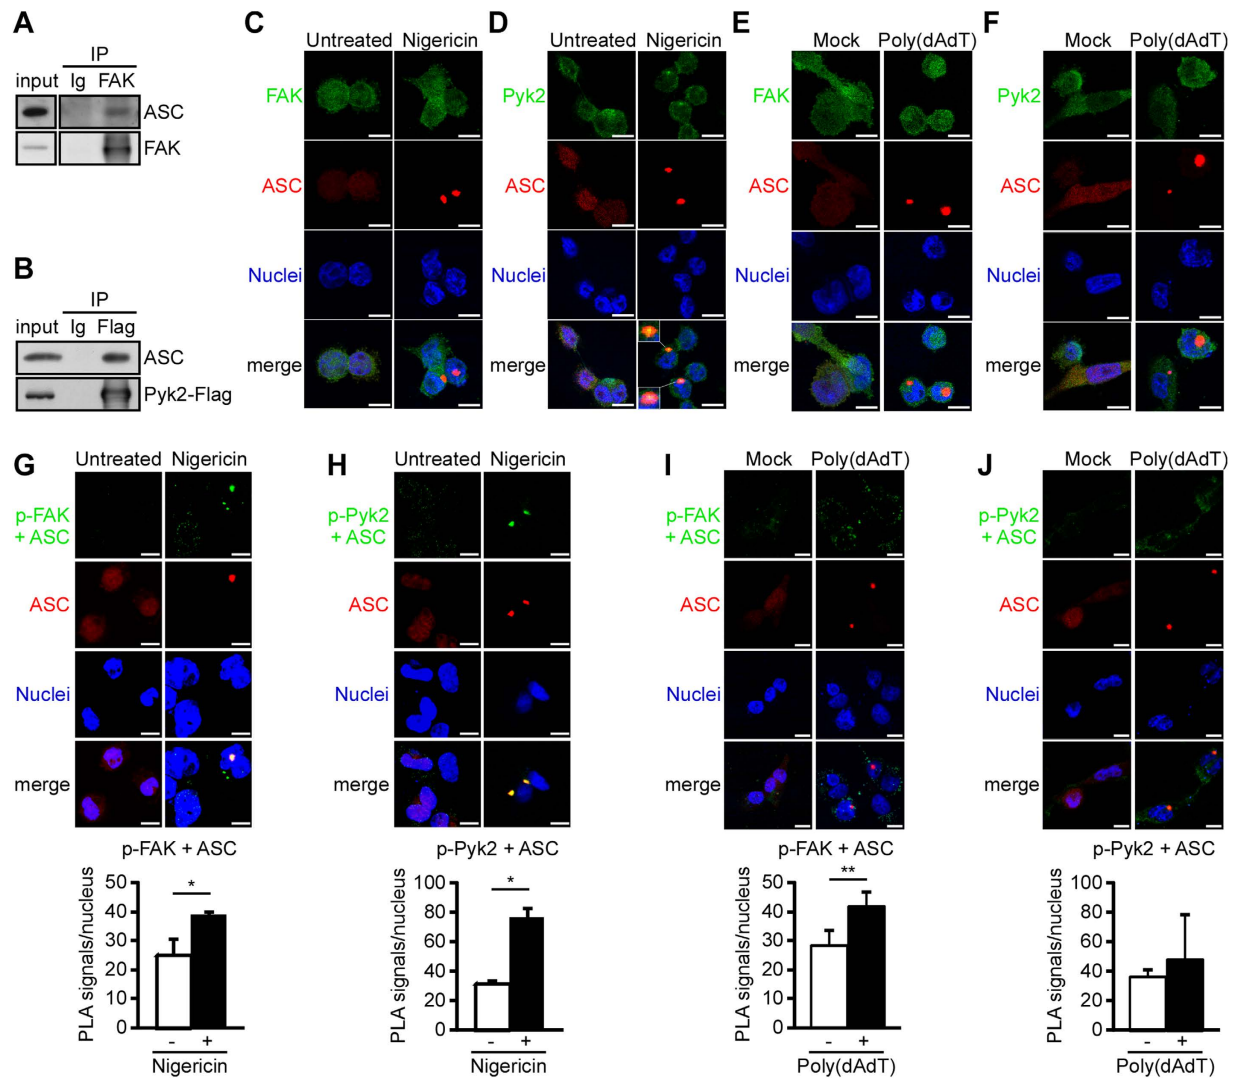 A
IP
input Ig FAK
ASC
FAK
B
IP
input Ig Flag
ASC
Pyk2-Flag
C
Untreated Nigericin
FAK
ASC
Nuclei
merge
D
Untreated Nigericin
Pyk2
ASC
Nuclei
merge
E
Mock Poly(dAdT)
FAK
ASC
Nuclei
merge
F
Mock Poly(dAdT)
Pyk2
ASC
Nuclei
merge
G
Untreated Nigericin
p-FAK
+ ASC
ASC
Nuclei
merge
p-FAK + ASC
PLA signals/nucleus
50
40
30
20
10
0
*
- +
Nigericin
H
Untreated Nigericin
p-Pyk2
+ ASC
ASC
Nuclei
merge
p-Pyk2 + ASC
PLA signals/nucleus
100
80
60
40
20
0
*
- +
Nigericin
I
Mock Poly(dAdT)
p-FAK
+ ASC
ASC
Nuclei
merge
p-FAK + ASC
PLA signals/nucleus
50
40
30
20
10
0
**
- +
Poly(dAdT)
J
Mock Poly(dAdT)
p-Pyk2
+ ASC
ASC
Nuclei
merge
p-Pyk2 + ASC
PLA signals/nucleus
100
80
60
40
20
0
- +
Poly(dAdT)